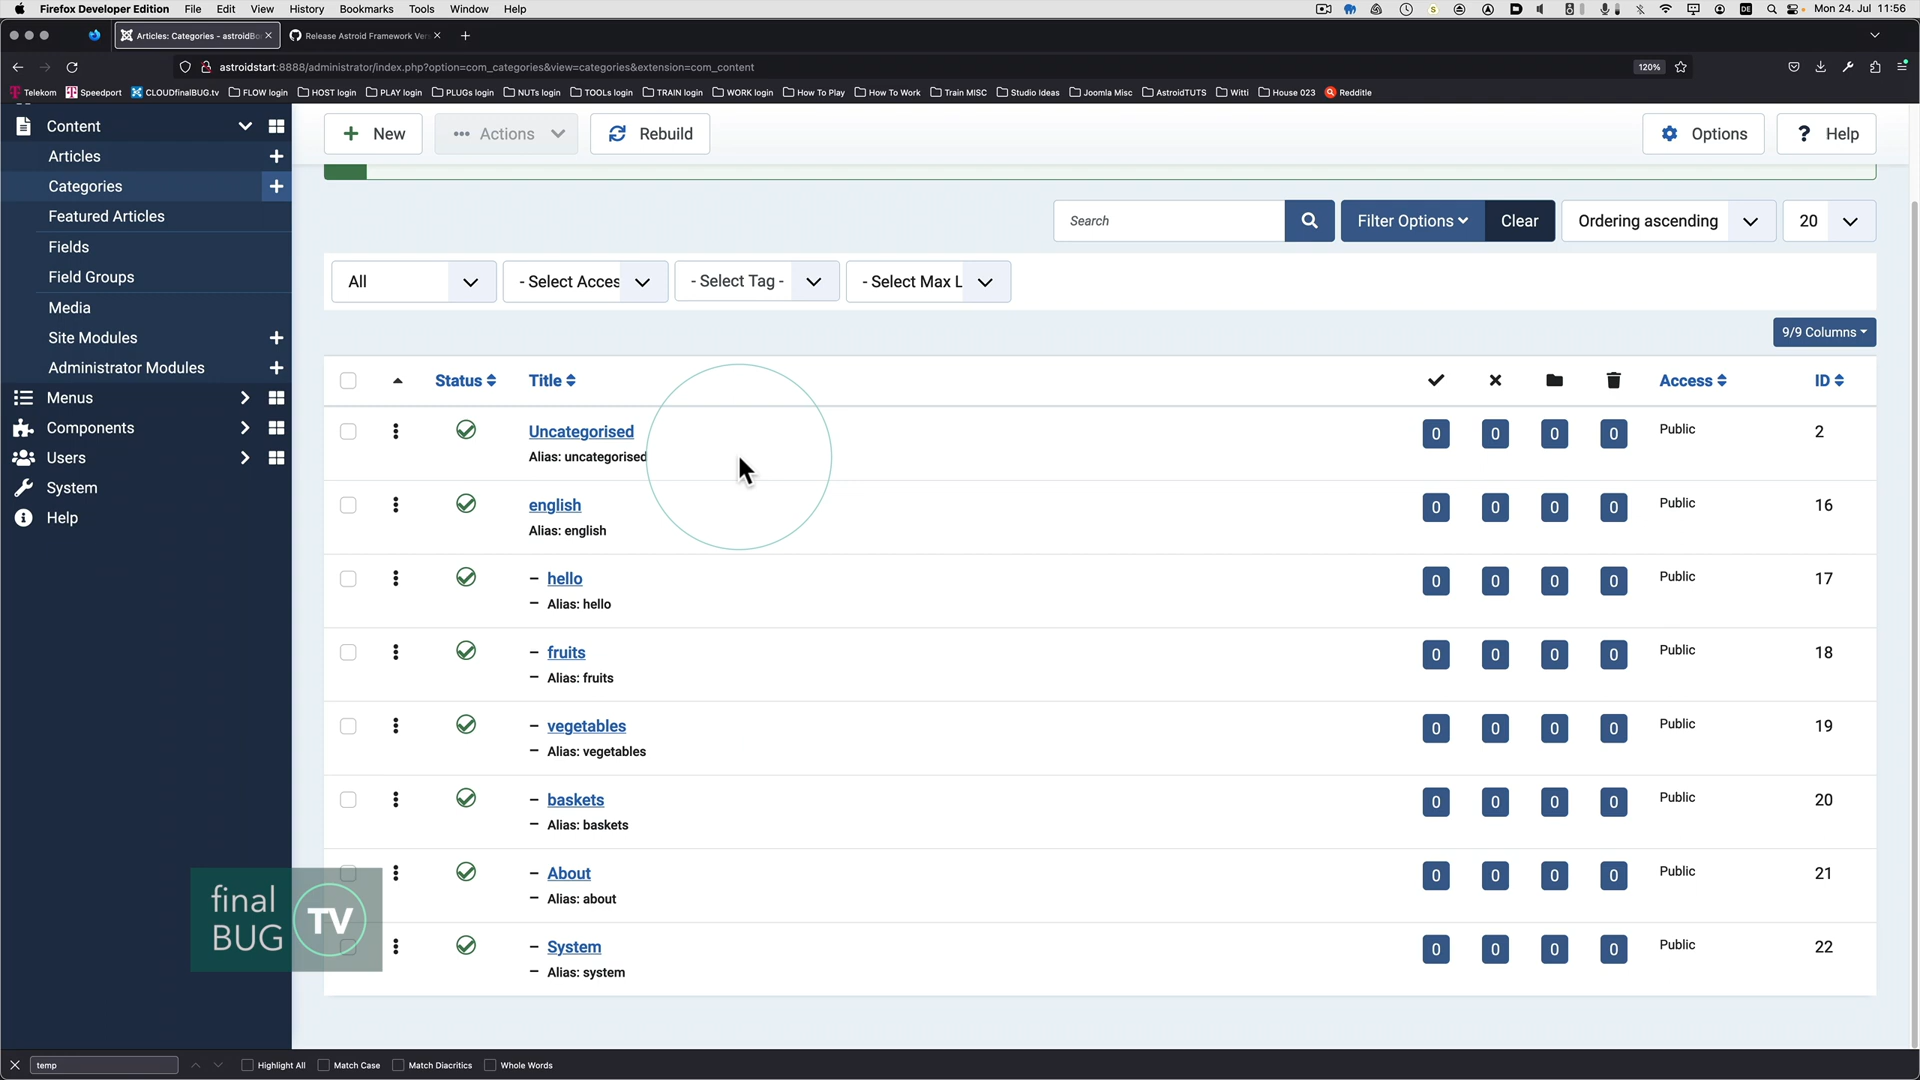 Firefox Developer Edition File Edit View History Bookmarks Tools Window Help Mon 24. Jul 11:56
Articles: Categories - astroidBo Release Astroid Framework Ver
astroidstart:8888/administrator/index.php?option=com_categories&view=categories&extension=com_content 120%
Telekom Speedport CLOUDfinalBUG.tv FLOW login HOST login PLAY login PLUGs login NUTs login TOOLs login TRAIN login WORK login How To Play How To Work Train MISC Studio Ideas Joomla Misc AstroidTUTS Witti House 023 Redditle
Content
Articles
Categories
Featured Articles
Fields
Field Groups
Media
Site Modules
Administrator Modules
Menus
Components
Users
System
Help
New Actions Rebuild Options Help
Search Filter Options Clear Ordering ascending 20
All - Select Acces - Select Tag - - Select Max L
9/9 Columns
Status Title Access ID
Uncategorised 0 0 0 0 Public 2
Alias: uncategorised
english 0 0 0 0 Public 16
Alias: english
– hello 0 0 0 0 Public 17
– Alias: hello
– fruits 0 0 0 0 Public 18
– Alias: fruits
– vegetables 0 0 0 0 Public 19
– Alias: vegetables
– baskets 0 0 0 0 Public 20
– Alias: baskets
– About 0 0 0 0 Public 21
– Alias: about
– System 0 0 0 0 Public 22
– Alias: system
final
BUG TV
temp Highlight All Match Case Match Diacritics Whole Words